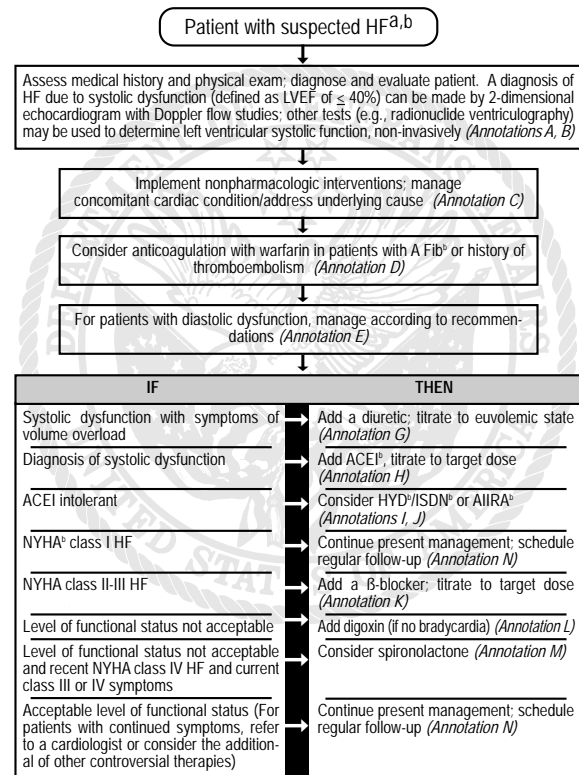 Patient with suspected HFa,b
Assess medical history and physical exam; diagnose and evaluate patient. A diagnosis of
HF due to systolic dysfunction (defined as LVEF of ≤ 40%) can be made by 2-dimensional
echocardiogram with Doppler flow studies; other tests (e.g., radionuclide ventriculography)
may be used to determine left ventricular systolic function, non-invasively (Annotations A, B)
Implement nonpharmacologic interventions; manage
concomitant cardiac condition/address underlying cause (Annotation C)
Consider anticoagulation with warfarin in patients with A Fibb or history of
thromboembolism (Annotation D)
For patients with diastolic dysfunction, manage according to recommen-
dations (Annotation E)
IF
THEN
Systolic dysfunction with symptoms of
volume overload
Add a diuretic; titrate to euvolemic state
(Annotation G)
Diagnosis of systolic dysfunction
Add ACEIb, titrate to target dose
(Annotation H)
ACEI intolerant
Consider HYDb/ISDNb or AIIRAb
(Annotations I, J)
NYHAb class I HF
Continue present management; schedule
regular follow-up (Annotation N)
NYHA class II-III HF
Add a ß-blocker; titrate to target dose
(Annotation K)
Level of functional status not acceptable
Add digoxin (if no bradycardia) (Annotation L)
Level of functional status not acceptable
and recent NYHA class IV HF and current
class III or IV symptoms
Consider spironolactone (Annotation M)
Acceptable level of functional status (For
patients with continued symptoms, refer
to a cardiologist or consider the addition-
al of other controversial therapies)
Continue present management; schedule
regular follow-up (Annotation N)
DEPARTMENT OF VETERANS AFFAIRS
UNITED STATES OF AMERICA